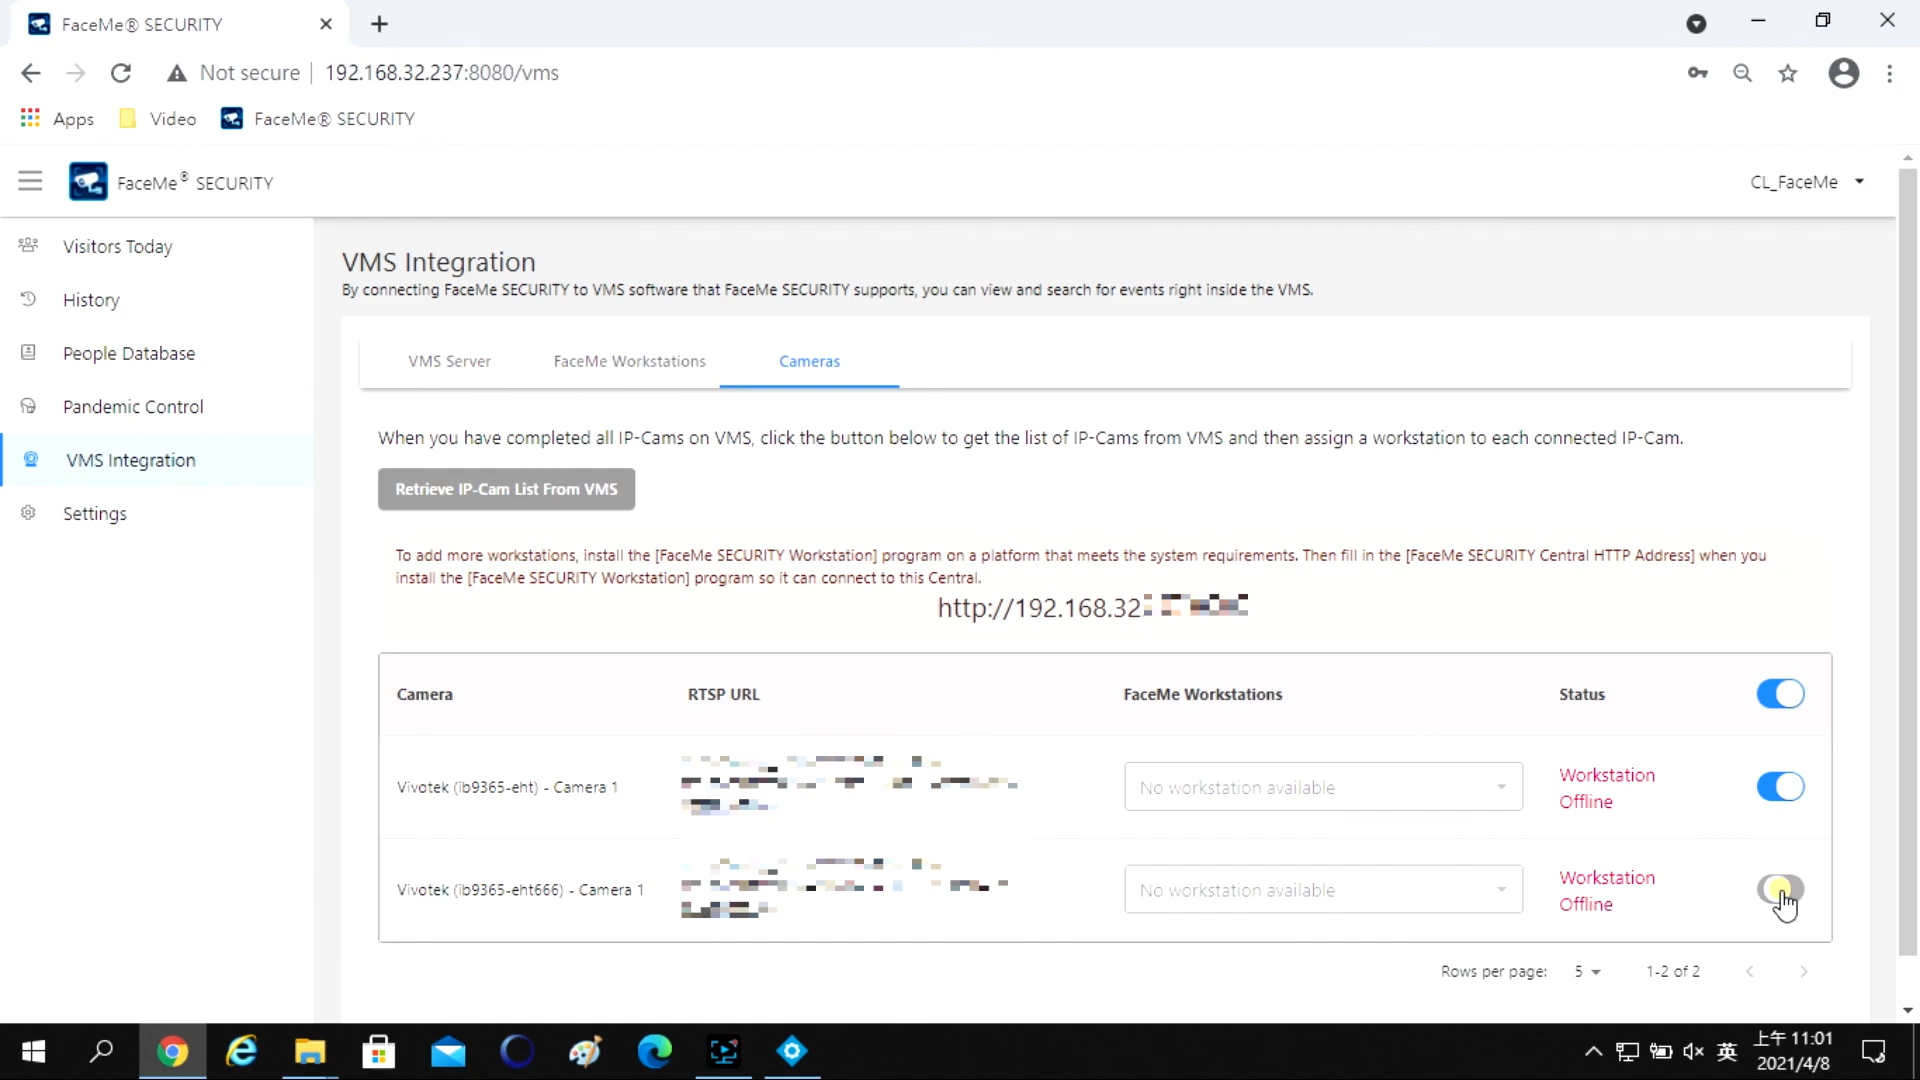 FaceMe® SECURITY
Not secure
192.168.32.237:8080/vms
Apps
Video
FaceMe® SECURITY
FaceMe® SECURITY
CL_FaceMe
Visitors Today
History
People Database
Pandemic Control
VMS Integration
Settings
VMS Integration
By connecting FaceMe SECURITY to VMS software that FaceMe SECURITY supports, you can view and search for events right inside the VMS.
VMS Server
FaceMe Workstations
Cameras
When you have completed all IP-Cams on VMS, click the button below to get the list of IP-Cams from VMS and then assign a workstation to each connected IP-Cam.
Retrieve IP-Cam List From VMS
To add more workstations, install the [FaceMe SECURITY Workstation] program on a platform that meets the system requirements. Then fill in the [FaceMe SECURITY Central HTTP Address] when you
install the [FaceMe SECURITY Workstation] program so it can connect to this Central.
http://192.168.32
Camera
RTSP URL
FaceMe Workstations
Status
Vivotek (ib9365-eht) - Camera 1
No workstation available
Workstation
Offline
Vivotek (ib9365-eht666) - Camera 1
No workstation available
Workstation
Offline
Rows per page:
5
1-2 of 2
英
上午 11:01
2021/4/8